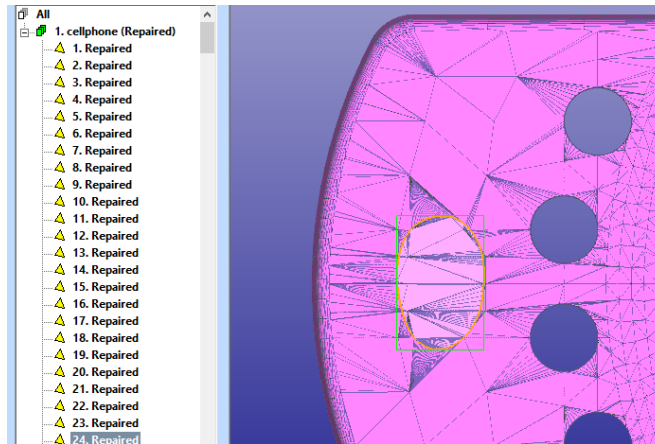 All
1. cellphone (Repaired)
1. Repaired
2. Repaired
3. Repaired
4. Repaired
5. Repaired
6. Repaired
7. Repaired
8. Repaired
9. Repaired
10. Repaired
11. Repaired
12. Repaired
13. Repaired
14. Repaired
15. Repaired
16. Repaired
17. Repaired
18. Repaired
19. Repaired
20. Repaired
21. Repaired
22. Repaired
23. Repaired
24. Repaired